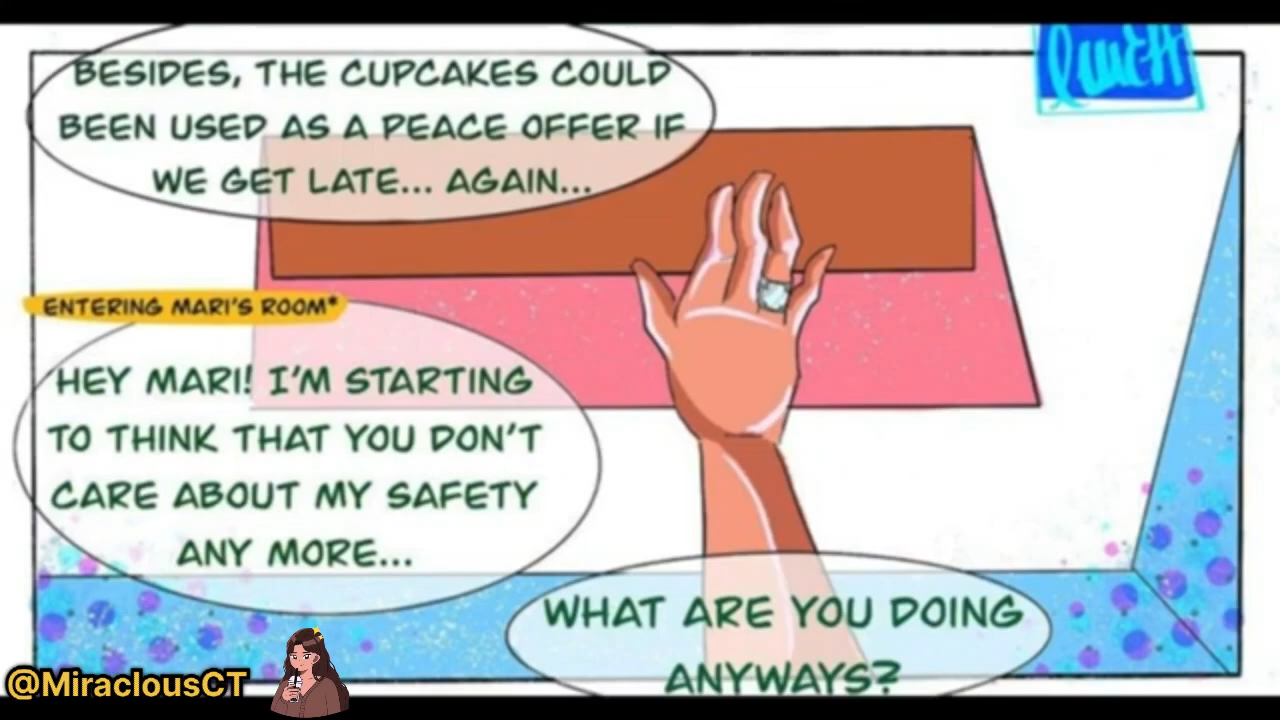 BESIDES, THE CUPCAKES COULD
BEEN USED AS A PEACE OFFER IF
WE GET LATE... AGAIN...
ENTERING MARI'S ROOM*
HEY MARI! I'M STARTING
TO THINK THAT YOU DON'T
CARE ABOUT MY SAFETY
ANY MORE...
WHAT ARE YOU DOING
ANYWAYS?
@MiraclousCT